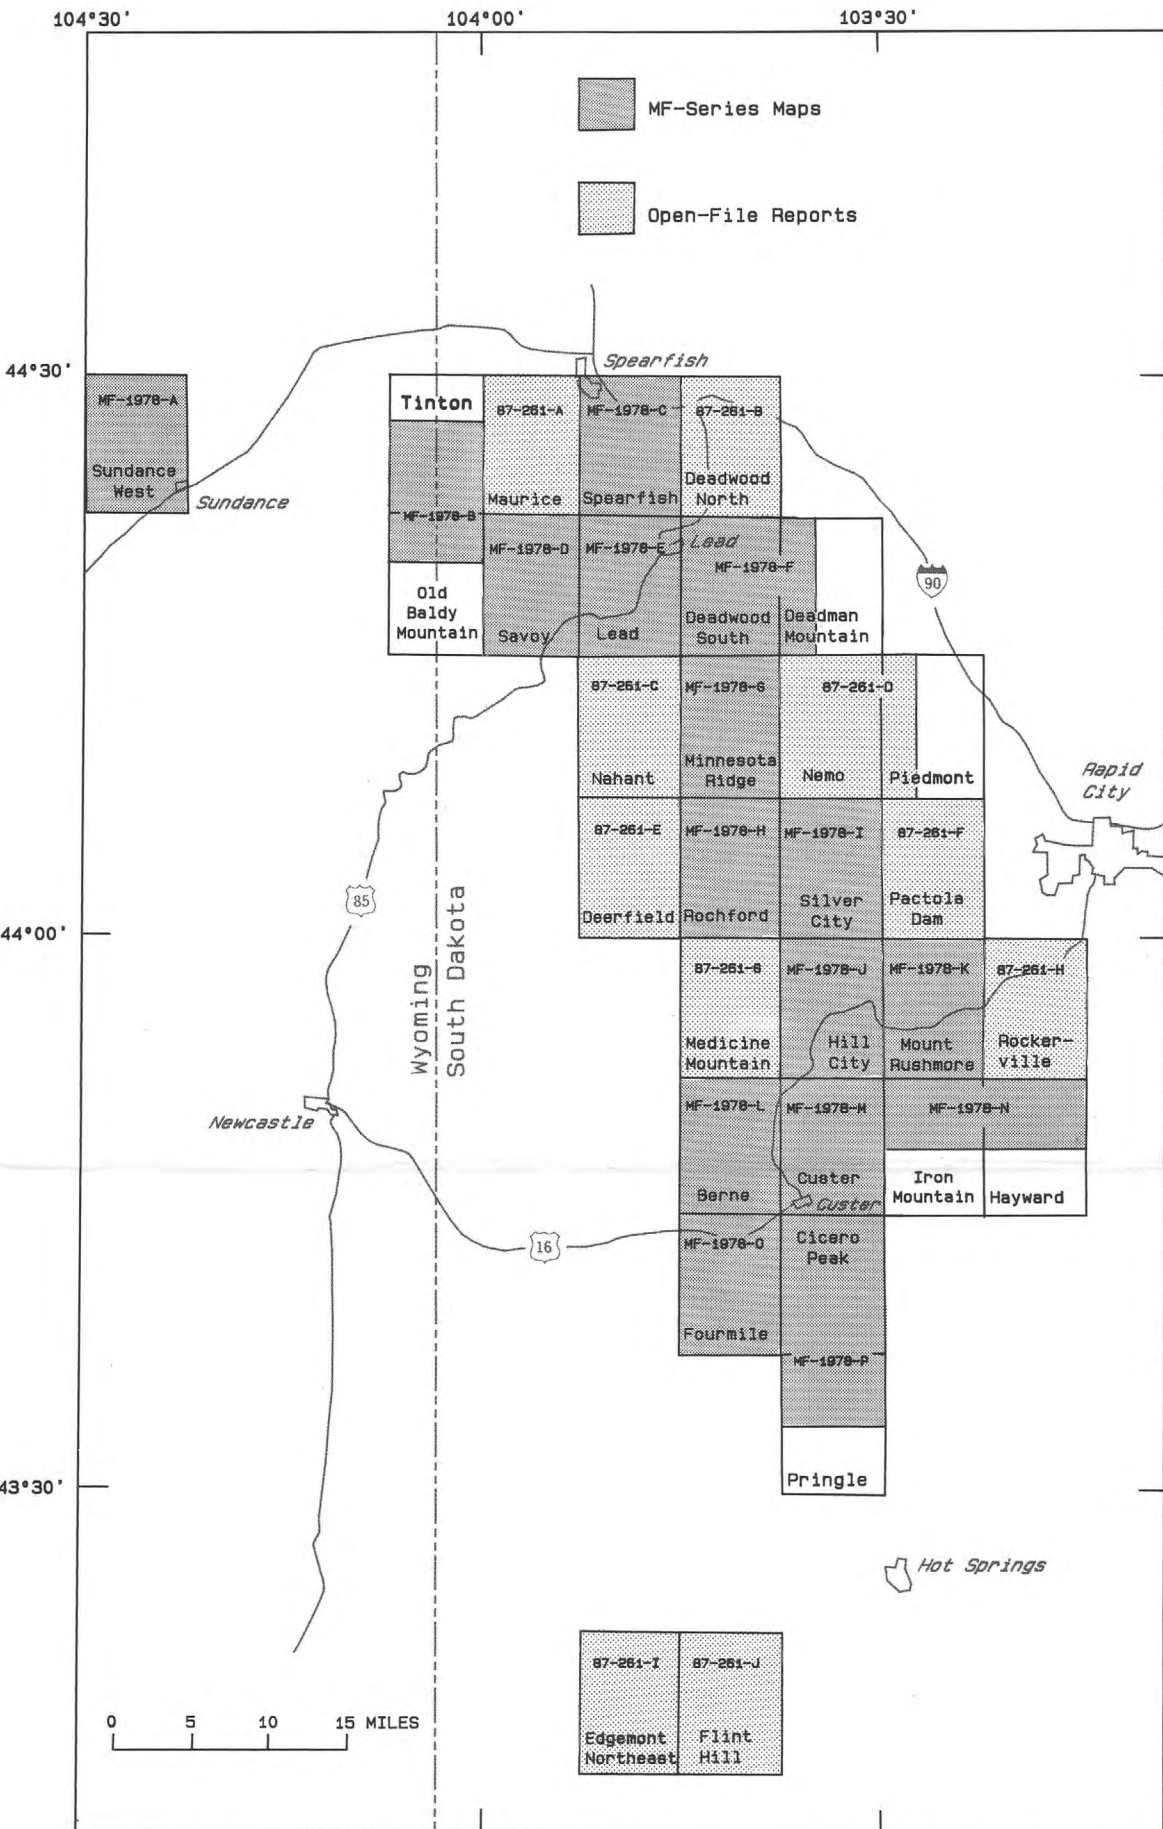 104°30'
104°00'
103°30'
MF-Series Maps
Open-File Reports
Spearfish
44°30'
MF-1978-A
Sundance
West
Sundance
Tinton
MF-1978-B
Old
Baldy
Mountain
87-261-A
Maurice
MF-1978-C
Spearfish
87-261-B
Deadwood
North
MF-1978-D
Savoy
MF-1978-E
Lead
Lead
MF-1978-F
Deadwood
South
Deadman
Mountain
90
87-261-C
Nahant
MF-1978-G
Minnesota
Ridge
87-261-D
Nemo
Piedmont
Rapid
City
87-261-E
Deerfield
MF-1978-H
Rochford
MF-1978-I
Silver
City
87-261-F
Pactola
Dam
85
44°00'
Wyoming
South Dakota
87-261-G
Medicine
Mountain
MF-1978-J
Hill
City
MF-1978-K
Mount
Rushmore
87-261-H
Rocker-
ville
Newcastle
MF-1978-L
Berne
MF-1978-M
Custer
Custer
MF-1978-N
Iron
Mountain
Hayward
16
MF-1978-O
Fourmile
Cicero
Peak
MF-1978-P
Pringle
43°30'
Hot Springs
87-261-I
Edgemont
Northeast
87-261-J
Flint
Hill
0 5 10 15 MILES